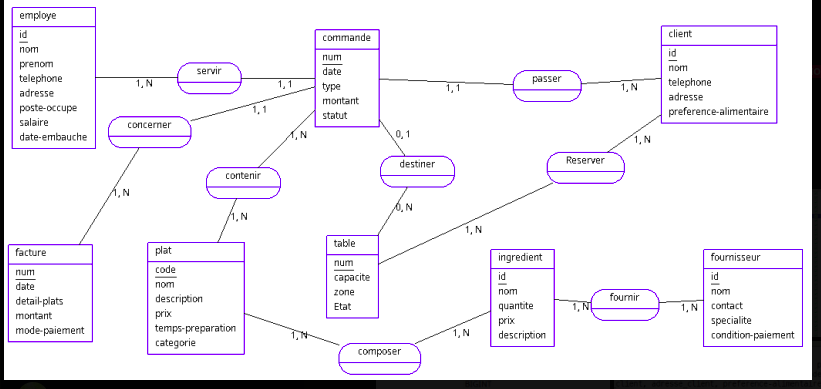 employe
id
nom
prenom
telephone
adresse
poste-occupe
salaire
date-embauche
1, N
servir
1, 1
commande
num
date
type
montant
statut
1, 1
passer
1, N
client
id
nom
telephone
adresse
preference-alimentaire
concerner
1, 1
1, N
1, N
contenir
1, N
0, 1
destiner
0, N
Reserver
1, N
1, N
facture
num
date
detail-plats
montant
mode-paiement
plat
code
nom
description
prix
temps-preparation
categorie
table
num
capacite
zone
Etat
ingredient
id
nom
quantite
prix
description
1, N
fournir
1, N
fournisseur
id
nom
contact
specialite
condition-paiement
1, N
composer
1, N